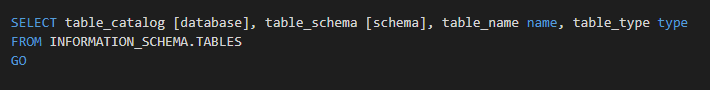 SELECT table_catalog [database], table_schema [schema], table_name name, table_type type
FROM INFORMATION_SCHEMA.TABLES
GO